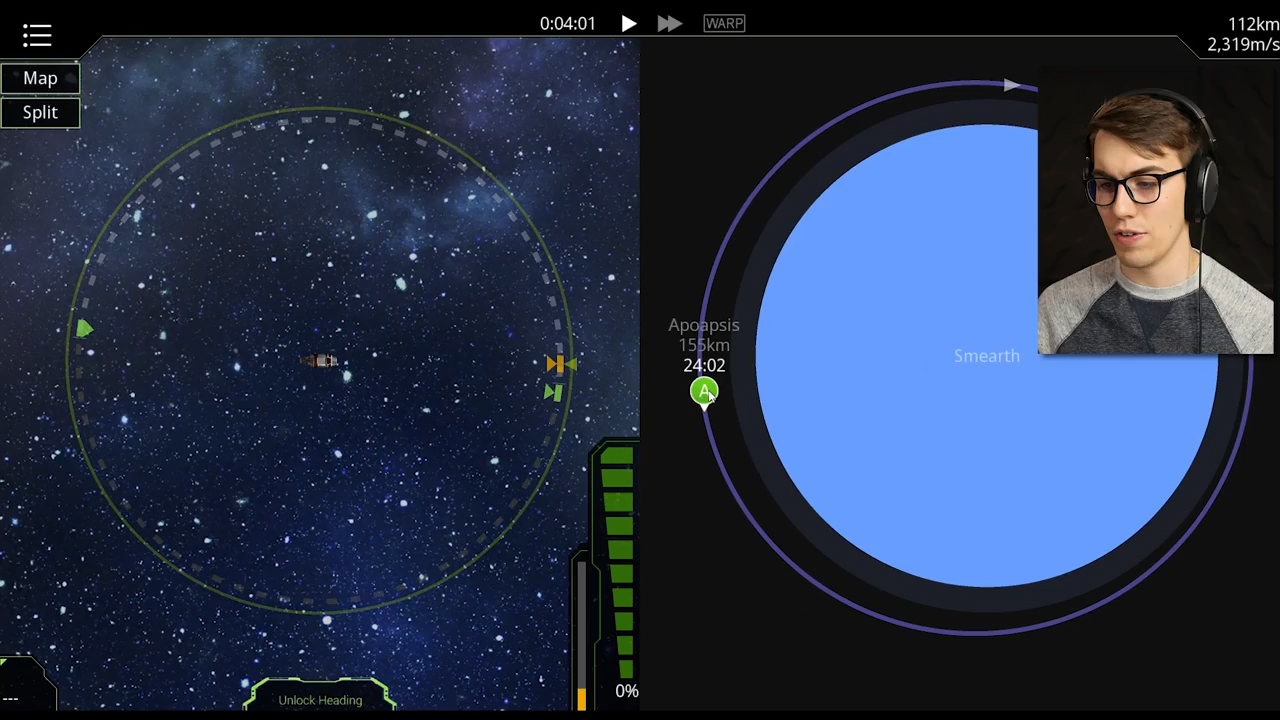 0:04:01
WARP
112km
2,319m/s
Map
Split
Apoapsis
155km
24:02
A
Smearth
0%
---
Unlock Heading